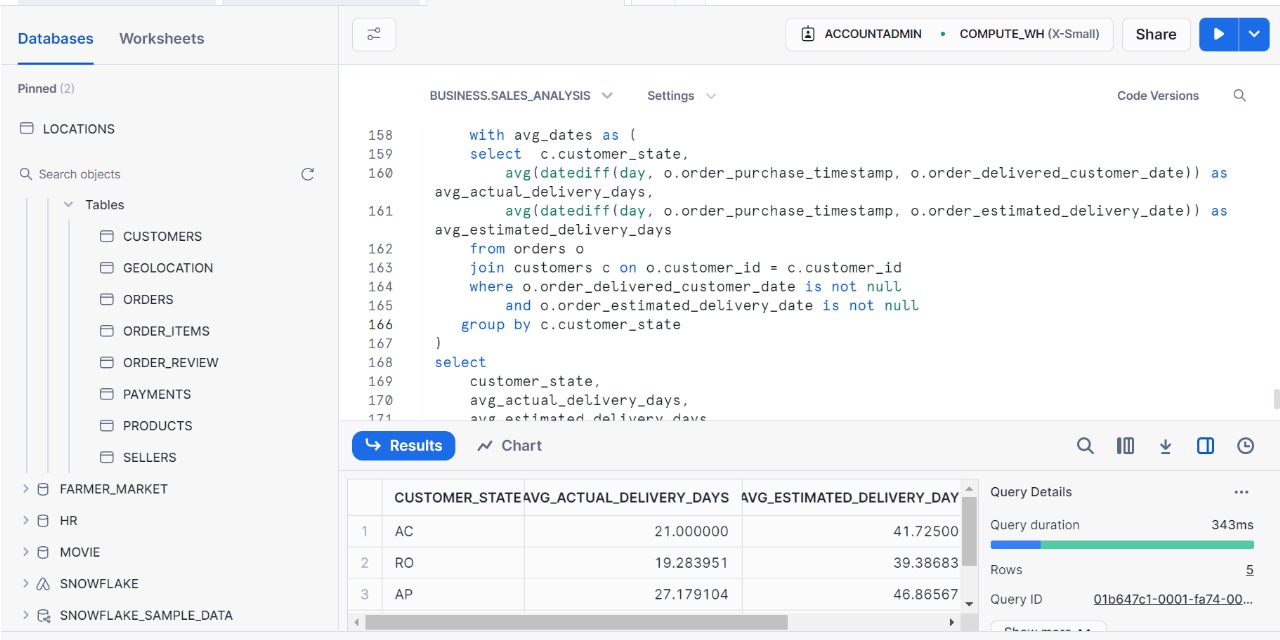 Databases
Worksheets
ACCOUNTADMIN
COMPUTE_WH (X-Small)
Share
Pinned (2)
LOCATIONS
Search objects
Tables
CUSTOMERS
GEOLOCATION
ORDERS
ORDER_ITEMS
ORDER_REVIEW
PAYMENTS
PRODUCTS
SELLERS
FARMER_MARKET
HR
MOVIE
SNOWFLAKE
SNOWFLAKE_SAMPLE_DATA
BUSINESS.SALES_ANALYSIS
Settings
Code Versions
158 with avg_dates as (
159 select  c.customer_state,
160 avg(datediff(day, o.order_purchase_timestamp, o.order_delivered_customer_date)) as
avg_actual_delivery_days,
161 avg(datediff(day, o.order_purchase_timestamp, o.order_estimated_delivery_date)) as
avg_estimated_delivery_days
162 from orders o
163 join customers c on o.customer_id = c.customer_id
164 where o.order_delivered_customer_date is not null
165 and o.order_estimated_delivery_date is not null
166 group by c.customer_state
167 )
168 select
169 customer_state,
170 avg_actual_delivery_days,
171 avg_estimated_delivery_days
Results
Chart
CUSTOMER_STATE AVG_ACTUAL_DELIVERY_DAYS AVG_ESTIMATED_DELIVERY_DAY
1 AC 21.000000 41.72500
2 RO 19.283951 39.38683
3 AP 27.179104 46.86567
Query Details
...
Query duration 343ms
Rows 5
Query ID 01b647c1-0001-fa74-00...
Show more